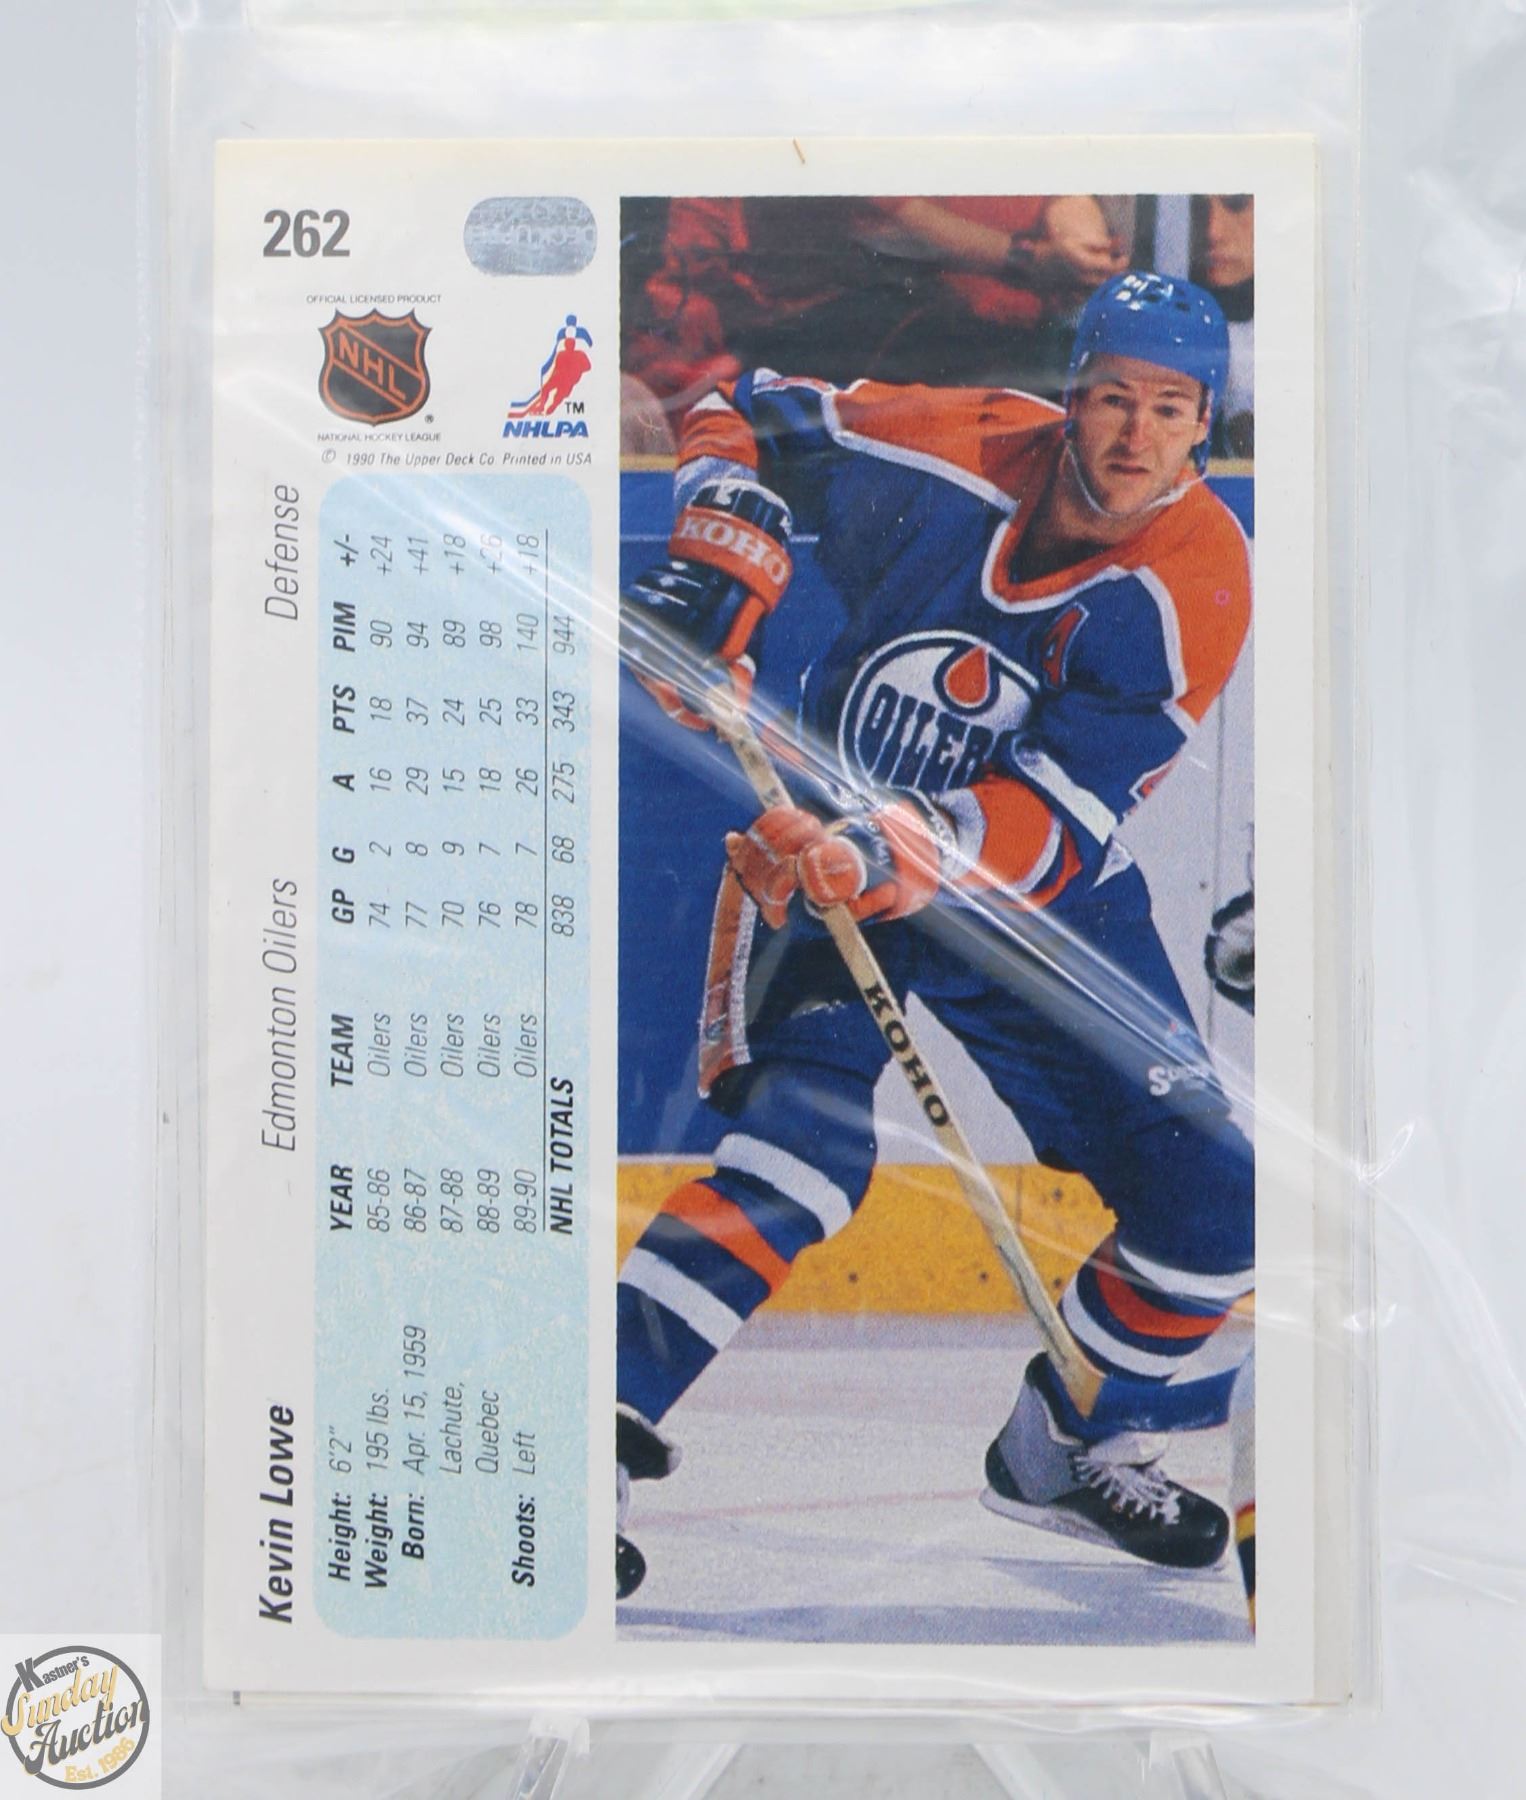 262
OFFICIAL LICENSED PRODUCT
NHL
®
NATIONAL HOCKEY LEAGUE
TM
NHLPA
© 1990 The Upper Deck Co. Printed in USA
Kevin Lowe Edmonton Oilers Defense
Height: 6'2"
Weight: 195 lbs.
Born: Apr. 15, 1959
Lachute,
Quebec
Shoots: Left
YEAR TEAM GP G A PTS PIM +/-
85-86 Oilers 74 2 16 18 90 +24
86-87 Oilers 77 8 29 37 94 +41
87-88 Oilers 70 9 15 24 89 +18
88-89 Oilers 76 7 18 25 98 +26
89-90 Oilers 78 7 26 33 140 +18
NHL TOTALS 838 68 275 343 944
KOHO
A
OILER
KOHO
Kastner's
Sunday
Auction
Est. 1986